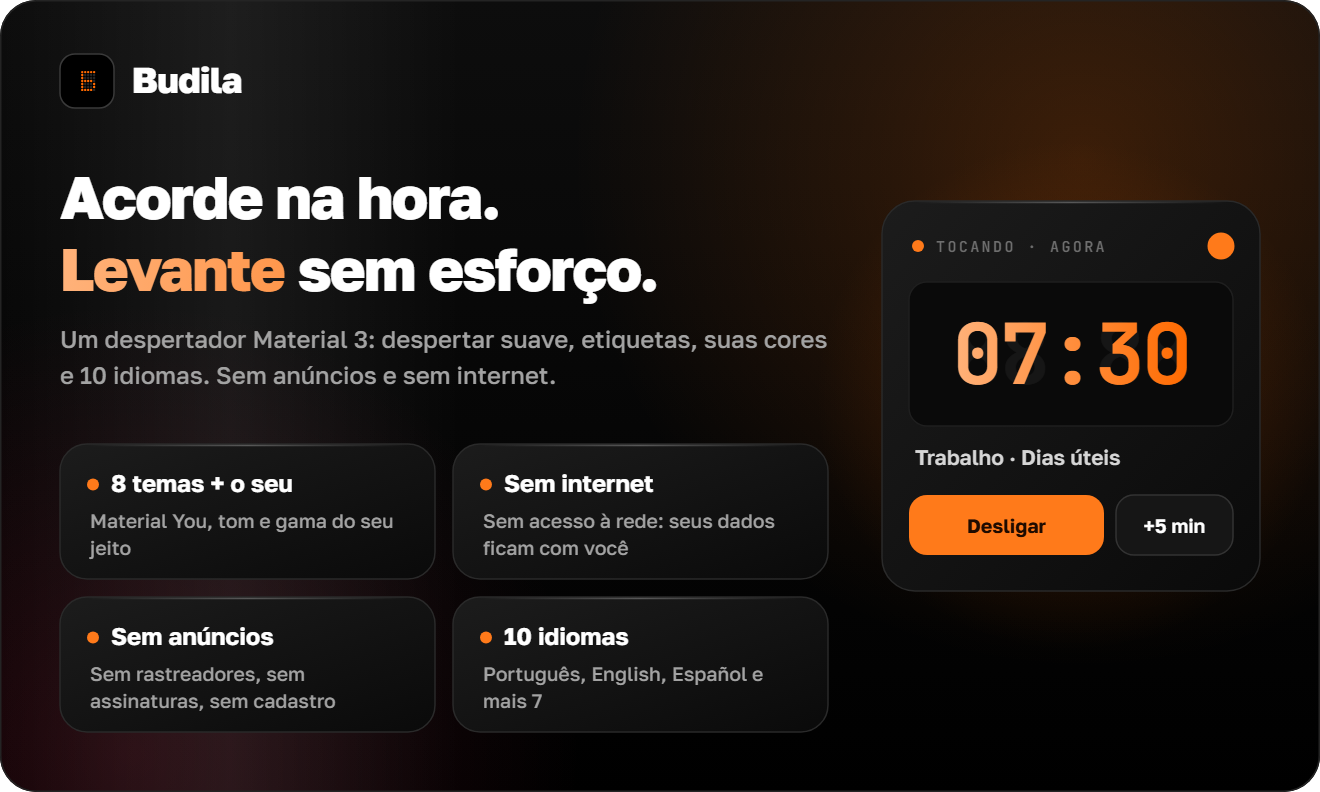 Budila
Acorde na hora.
Levante sem esforço.
Um despertador Material 3: despertar suave, etiquetas, suas cores
e 10 idiomas. Sem anúncios e sem internet.
8 temas + o seu
Material You, tom e gama do seu
jeito
Sem internet
Sem acesso à rede: seus dados
ficam com você
Sem anúncios
Sem rastreadores, sem
assinaturas, sem cadastro
10 idiomas
Português, English, Español e
mais 7
TOCANDO · AGORA
07:30
Trabalho · Dias úteis
Desligar
+5 min